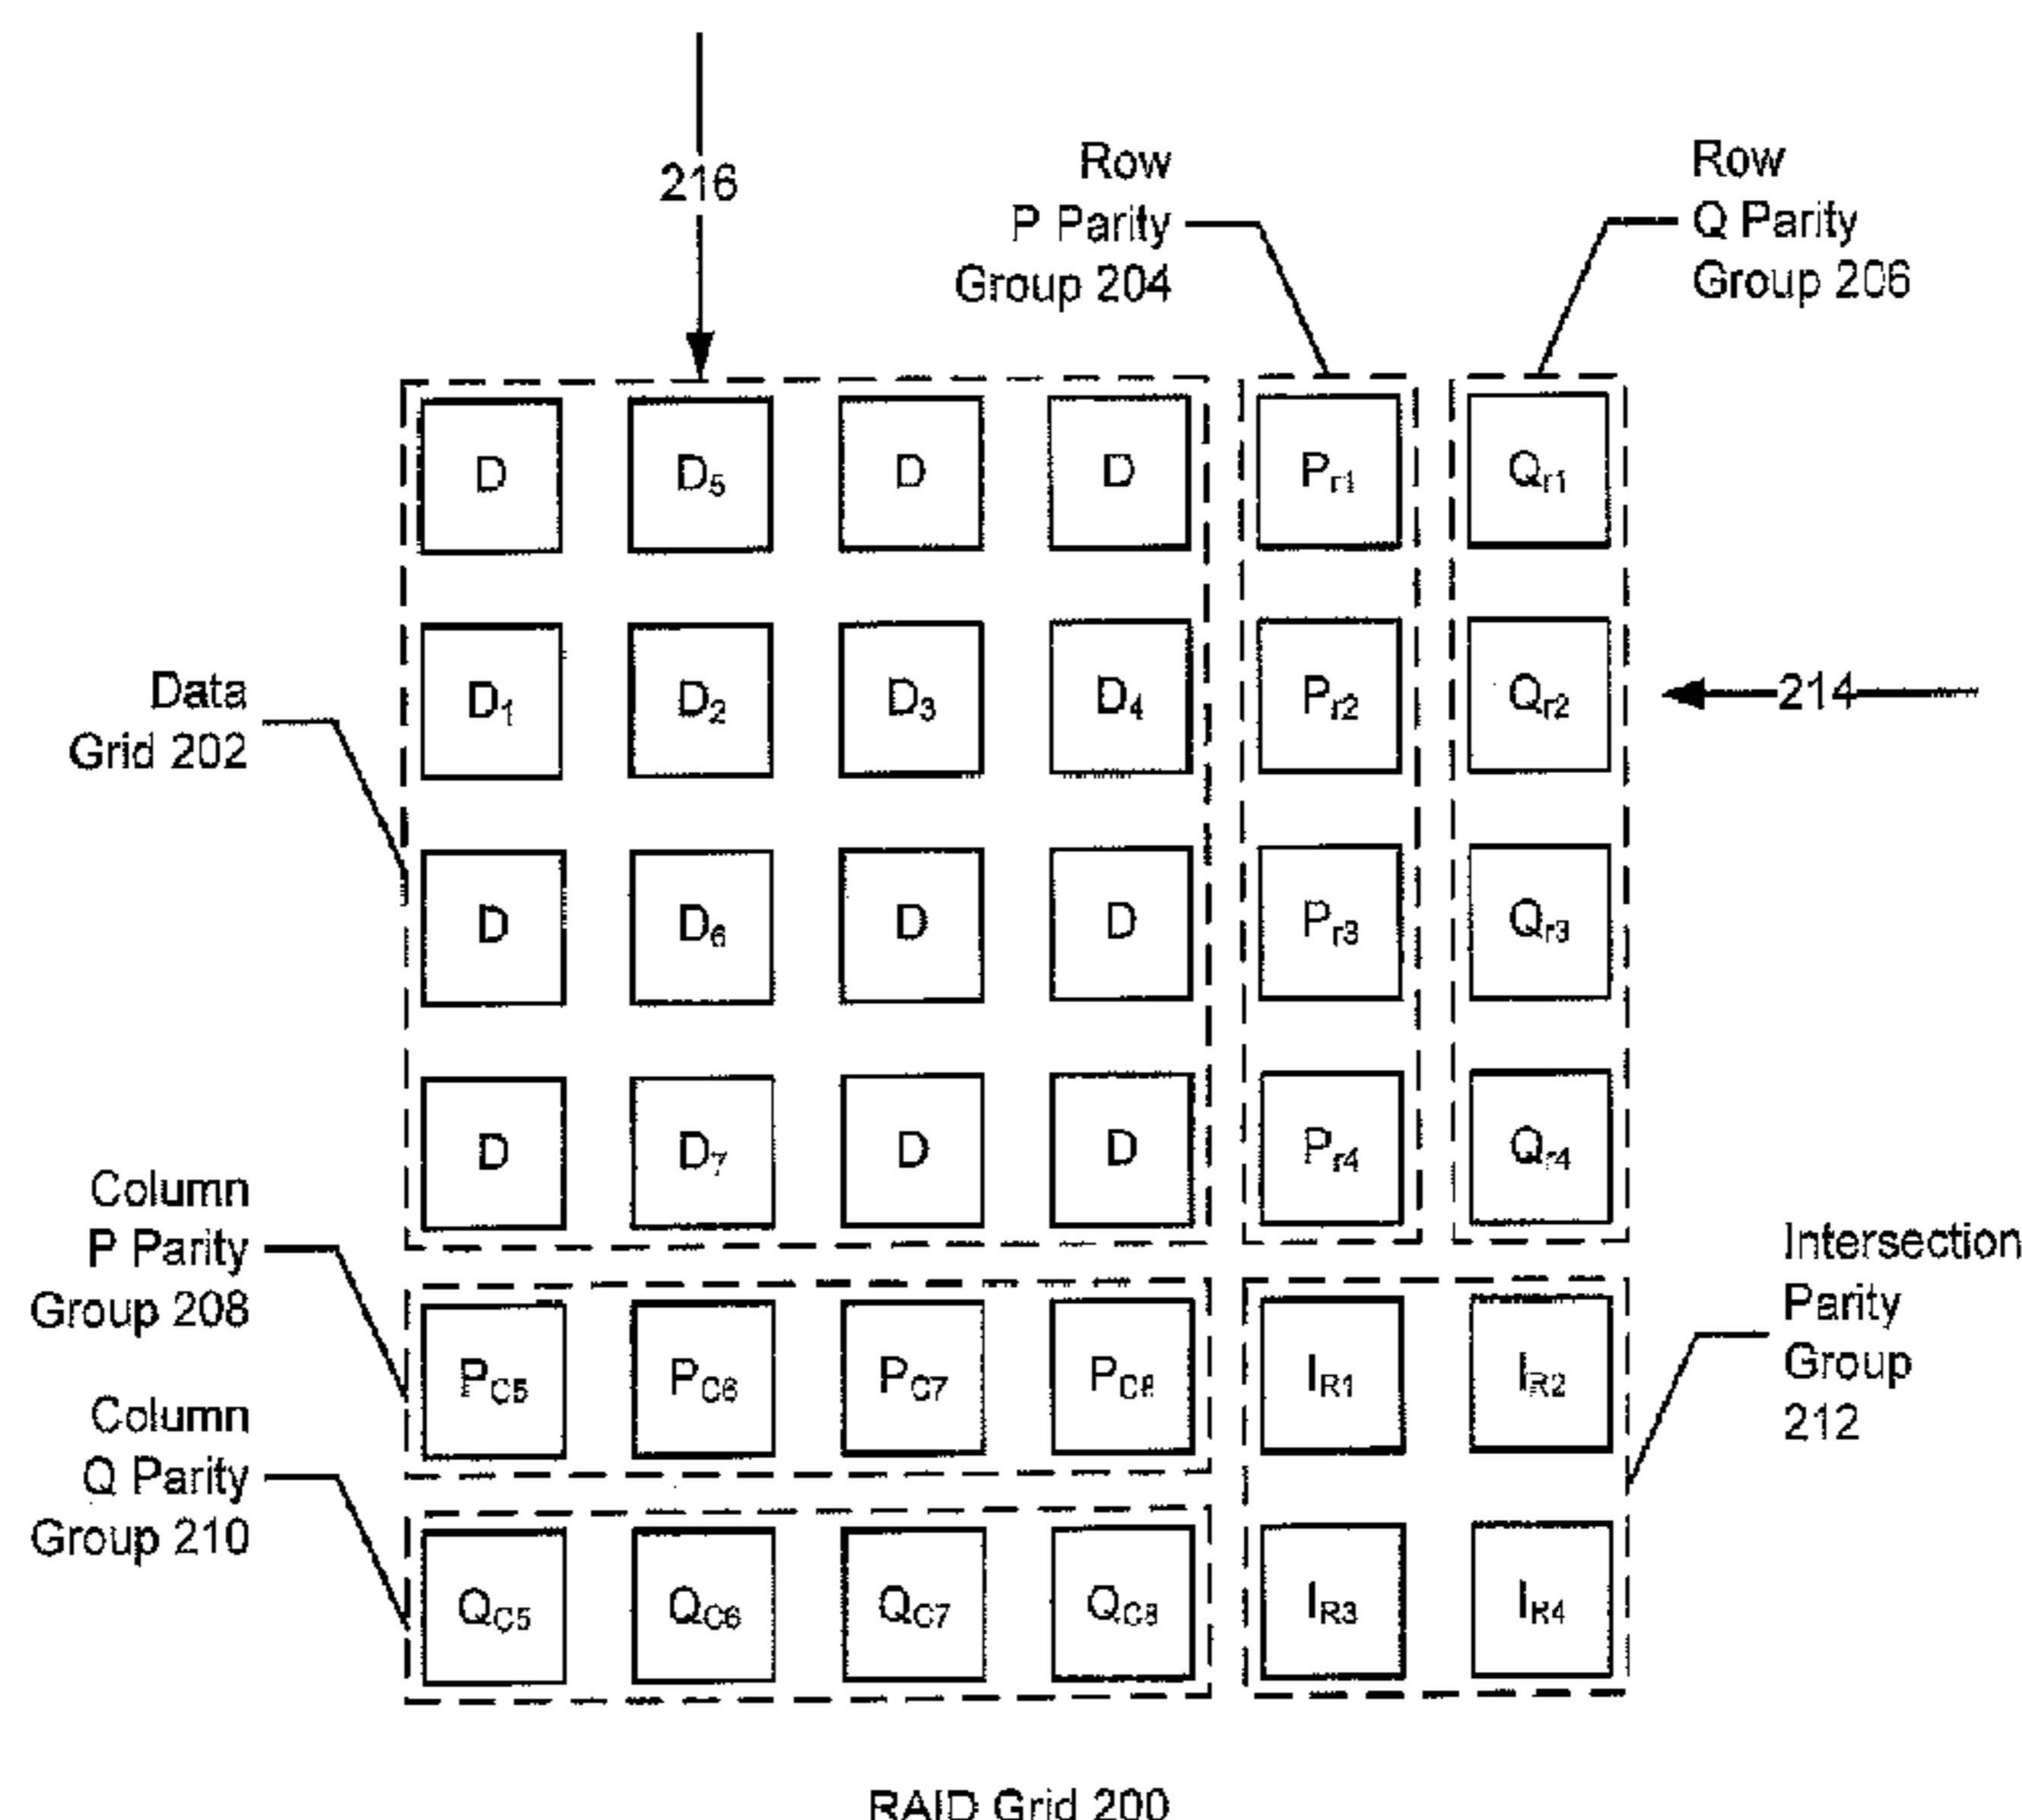 216
Row
P Parity
Group 204
Row
Q Parity
Group 206
D D5 D D Pr1 Qr1
Data
Grid 202
D1 D2 D3 D4 Pr2 Qr2
214
D D6 D D Pr3 Qr3
D D7 D D Pr4 Qr4
Column
P Parity
Group 208
Intersection
Parity
Group
212
PC5 PC6 PC7 PC8 IR1 IR2
Column
Q Parity
Group 210
QC5 QC6 QC7 QC8 IR3 IR4
RAID Grid 200